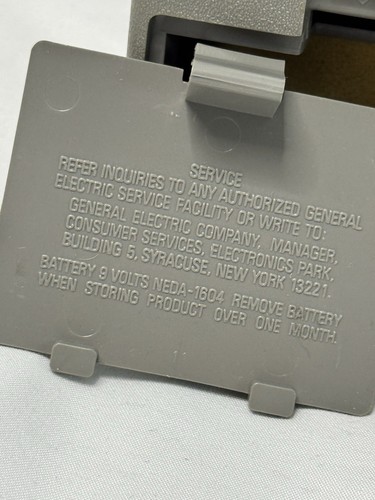 SERVICE
REFER INQUIRIES TO ANY AUTHORIZED GENERAL
ELECTRIC SERVICE FACILITY OR WRITE TO:
GENERAL ELECTRIC COMPANY, MANAGER,
CONSUMER SERVICES, ELECTRONICS PARK,
BUILDING 5, SYRACUSE, NEW YORK 13221.
BATTERY 9 VOLTS NEDA-1604 REMOVE BATTERY
WHEN STORING PRODUCT OVER ONE MONTH.